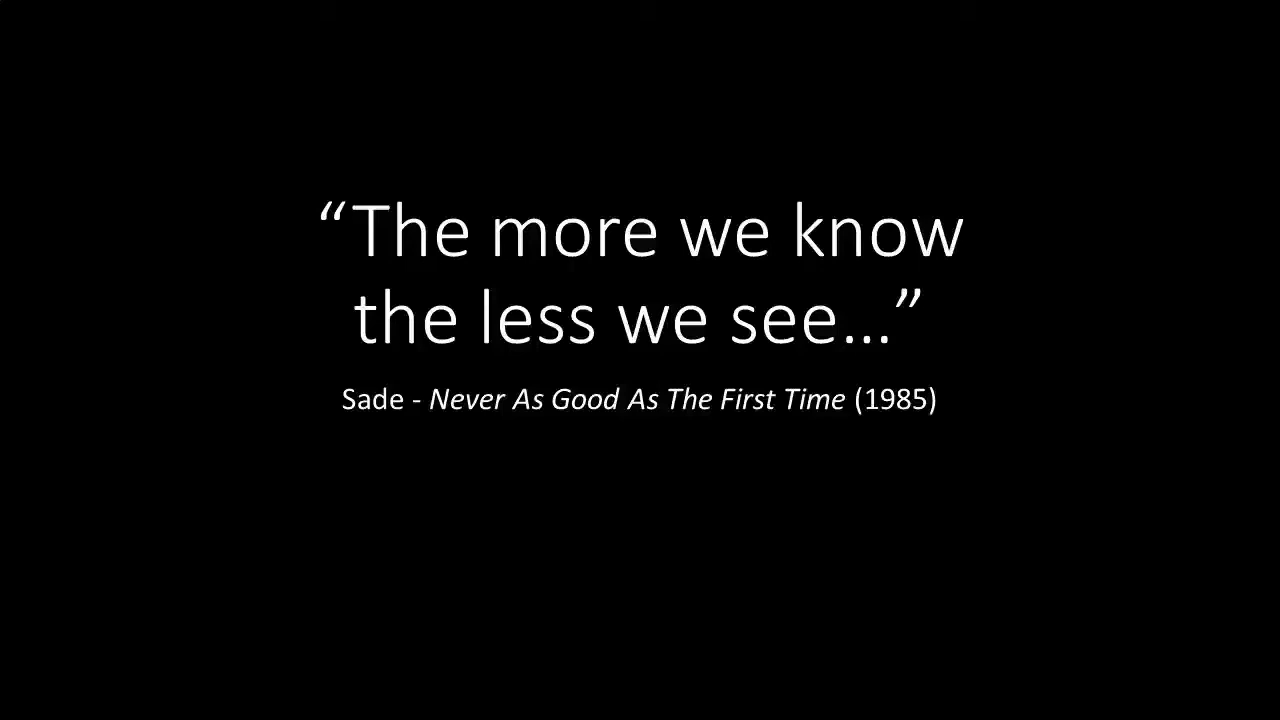 “The more we know
the less we see…”
Sade - Never As Good As The First Time (1985)